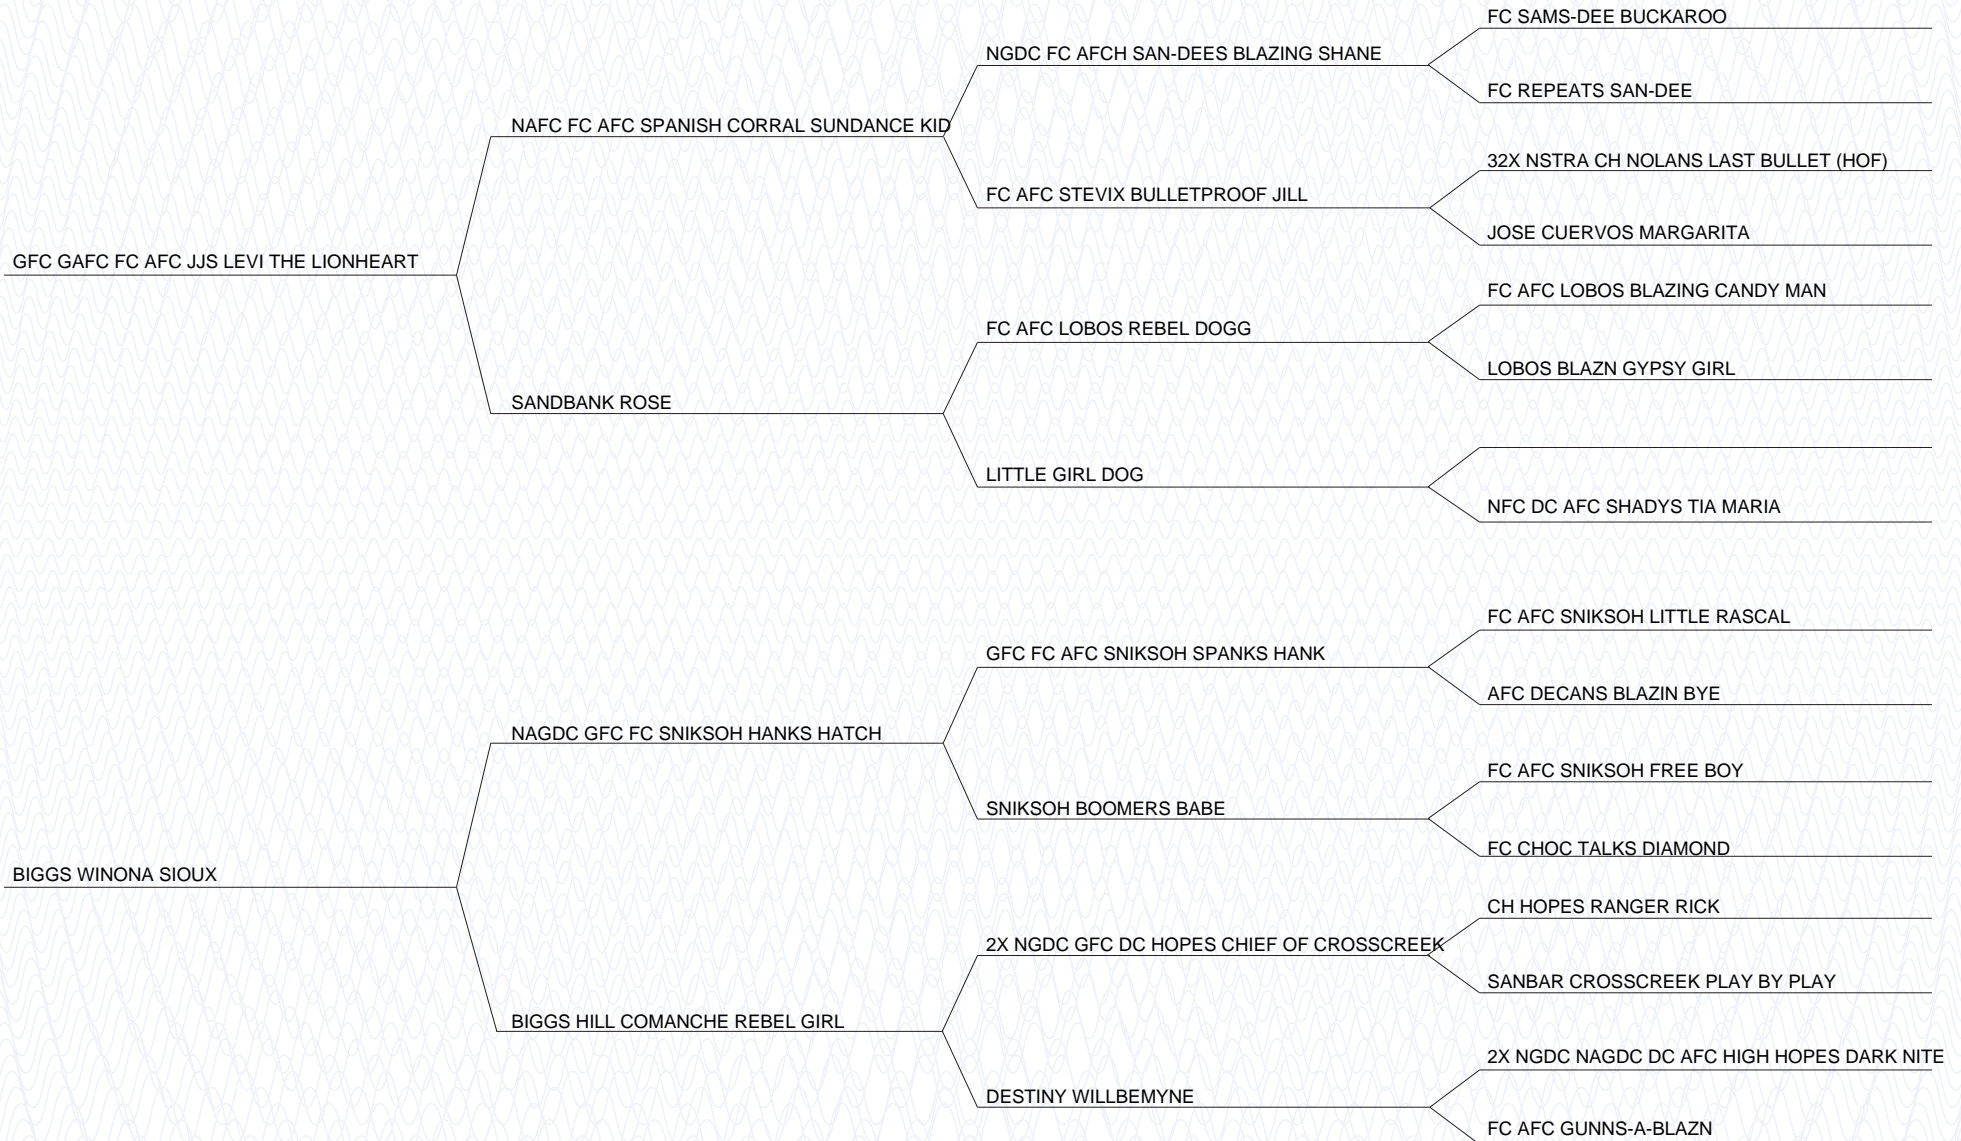 FC SAMS-DEE BUCKAROO
NGDC FC AFCH SAN-DEES BLAZING SHANE
FC REPEATS SAN-DEE
NAFC FC AFC SPANISH CORRAL SUNDANCE KID
32X NSTRA CH NOLANS LAST BULLET (HOF)
FC AFC STEVIX BULLETPROOF JILL
JOSE CUERVOS MARGARITA
GFC GAFC FC AFC JJS LEVI THE LIONHEART
FC AFC LOBOS BLAZING CANDY MAN
FC AFC LOBOS REBEL DOGG
LOBOS BLAZN GYPSY GIRL
SANDBANK ROSE
LITTLE GIRL DOG
NFC DC AFC SHADYS TIA MARIA
FC AFC SNIKSOH LITTLE RASCAL
GFC FC AFC SNIKSOH SPANKS HANK
AFC DECANS BLAZIN BYE
NAGDC GFC FC SNIKSOH HANKS HATCH
FC AFC SNIKSOH FREE BOY
SNIKSOH BOOMERS BABE
FC CHOC TALKS DIAMOND
BIGGS WINONA SIOUX
CH HOPES RANGER RICK
2X NGDC GFC DC HOPES CHIEF OF CROSSCREEK
SANBAR CROSSCREEK PLAY BY PLAY
BIGGS HILL COMANCHE REBEL GIRL
2X NGDC NAGDC DC AFC HIGH HOPES DARK NITE
DESTINY WILLBEMYNE
FC AFC GUNNS-A-BLAZN